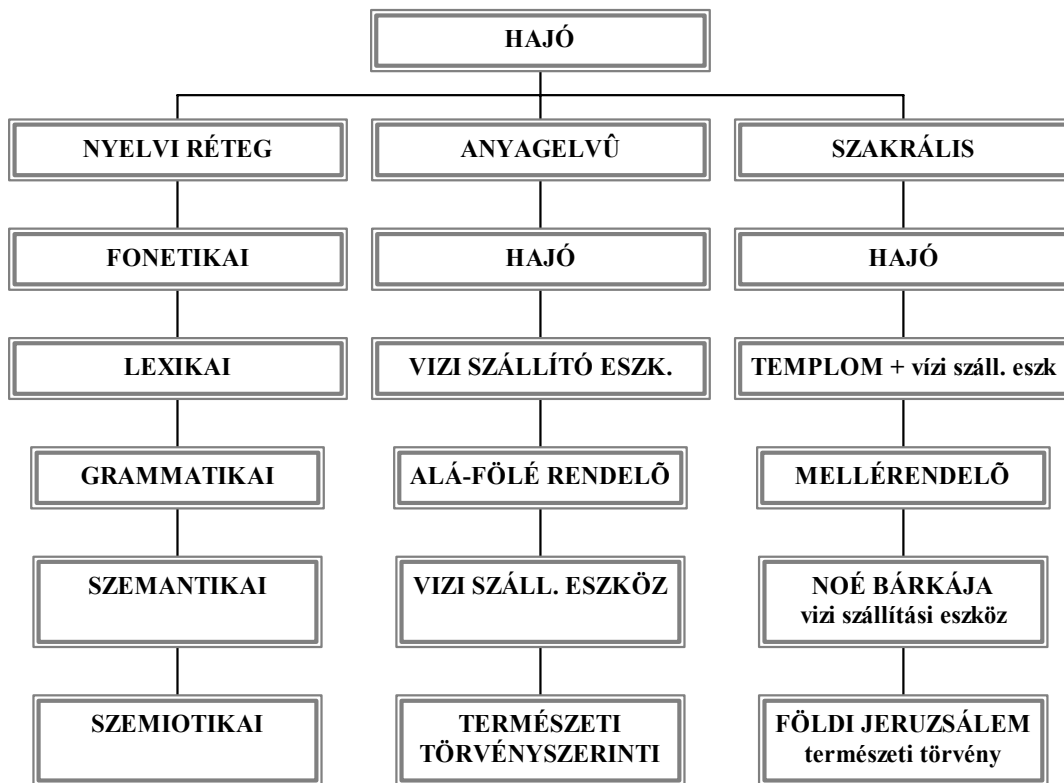 HAJÓ
NYELVI RÉTEG
ANYAGELVÛ
SZAKRÁLIS
FONETIKAI
HAJÓ
HAJÓ
LEXIKAI
VIZI SZÁLLÍTÓ ESZK.
TEMPLOM + vízi száll. eszk
GRAMMATIKAI
ALÁ-FÖLÉ RENDELÕ
MELLÉRENDELÕ
SZEMANTIKAI
VIZI SZÁLL. ESZKÖZ
NOÉ BÁRKÁJA
vizi szállítási eszköz
SZEMIOTIKAI
TERMÉSZETI
TÖRVÉNYSZERINTI
FÖLDI JERUZSÁLEM
természeti törvény